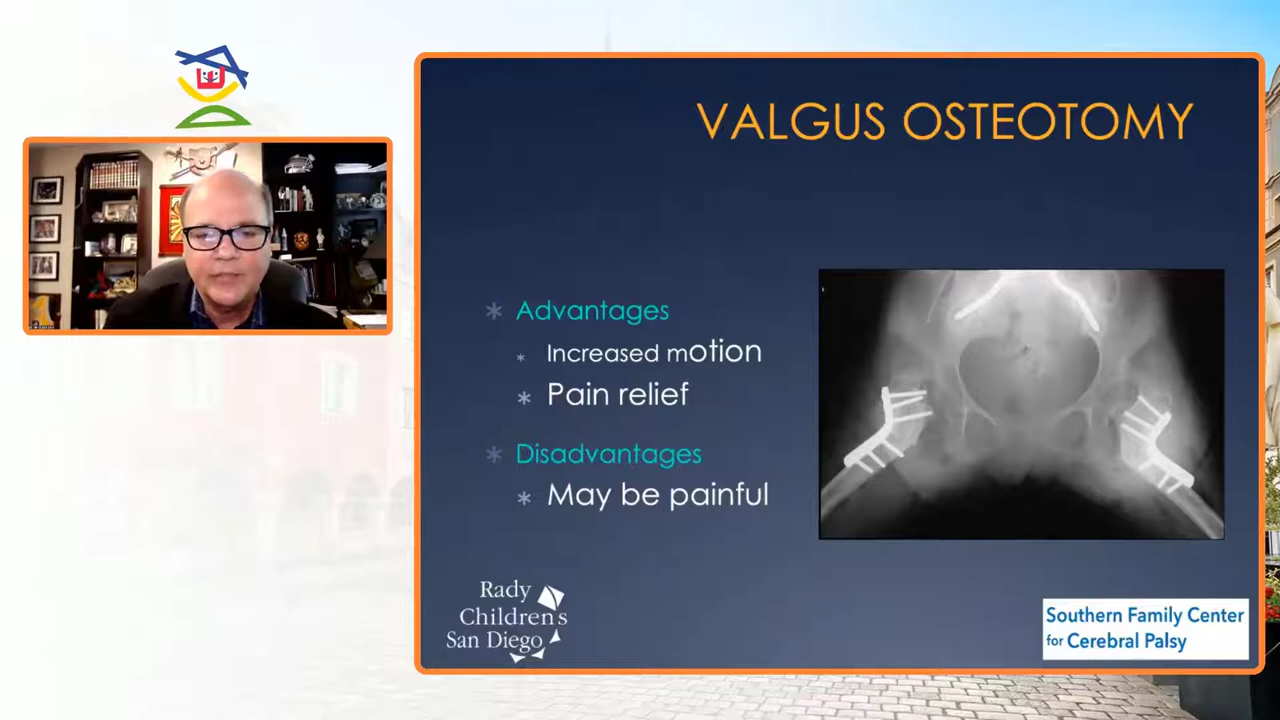 VALGUS OSTEOTOMY
Advantages
Increased motion
Pain relief
Disadvantages
May be painful
Rady
Children's
San Diego
Southern Family Center
for Cerebral Palsy